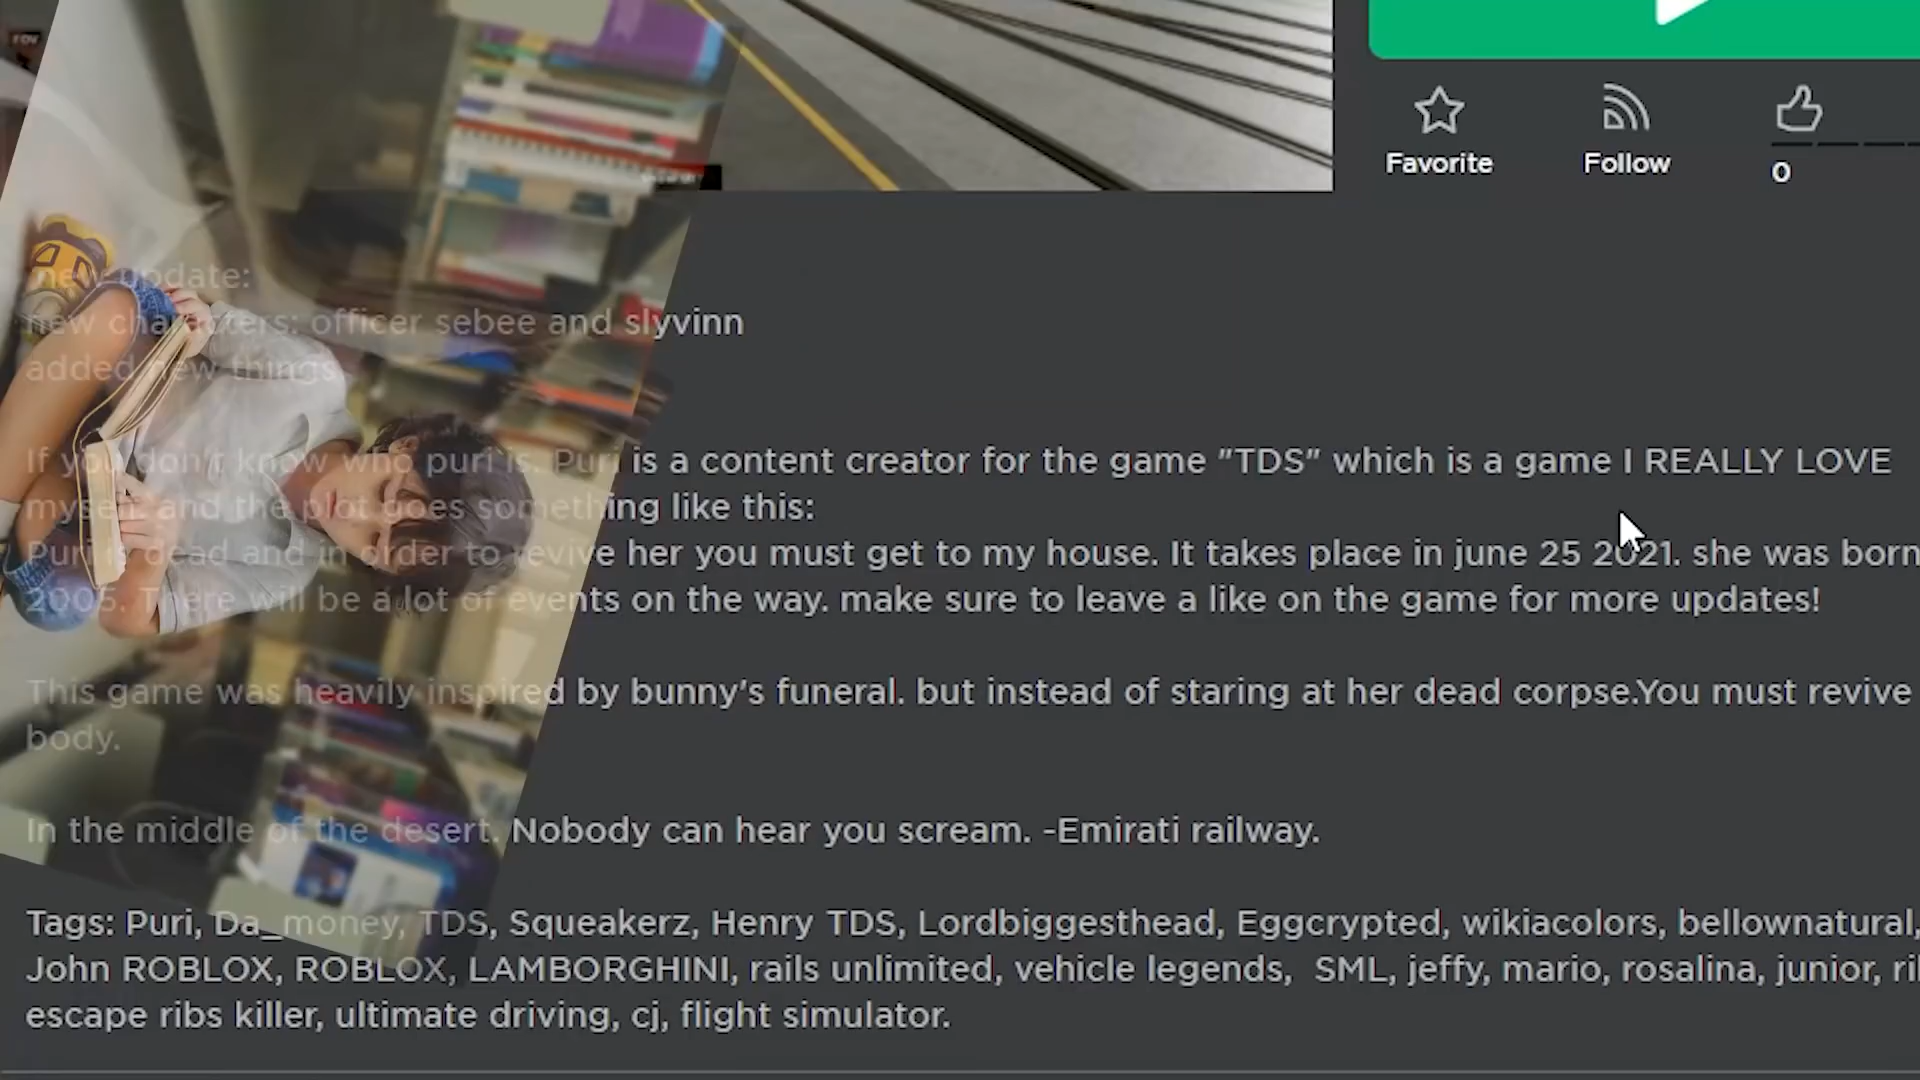 Favorite
Follow
0
new update:
new characters: officer sebee and slyvinn
added new things
If you don't know who puri is. Puri is a content creator for the game "TDS" which is a game I REALLY LOVE
myself and the plot goes something like this:
Puri is dead and in order to revive her you must get to my house. It takes place in june 25 2021. she was born
2005. There will be a lot of events on the way. make sure to leave a like on the game for more updates!
This game was heavily inspired by bunny's funeral. but instead of staring at her dead corpse.You must revive
body.
In the middle of the desert. Nobody can hear you scream. -Emirati railway.
Tags: Puri, Da_money, TDS, Squeakerz, Henry TDS, Lordbiggesthead, Eggcrypted, wikiacolors, bellownatural,
John ROBLOX, ROBLOX, LAMBORGHINI, rails unlimited, vehicle legends, SML, jeffy, mario, rosalina, junior,
escape ribs killer, ultimate driving, cj, flight simulator.